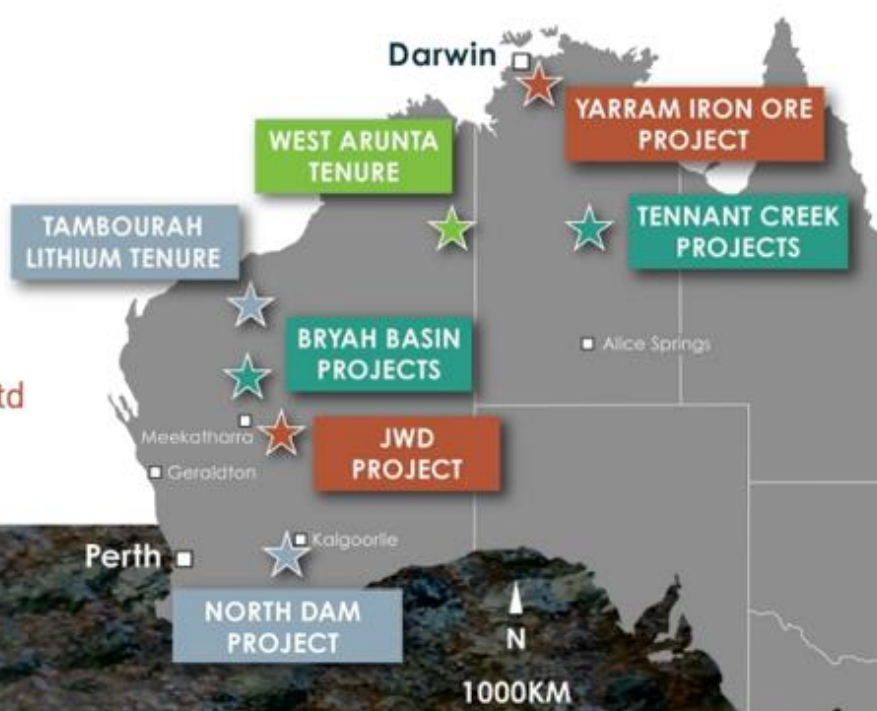 Darwin
YARRAM IRON ORE
PROJECT
WEST ARUNTA
TENURE
TAMBOURAH
LITHIUM TENURE
TENNANT CREEK
PROJECTS
BRYAH BASIN
PROJECTS
Alice Springs
td
Meekatharra
JWD
PROJECT
Geraldton
Kalgoorlie
Perth
NORTH DAM
PROJECT
N
1000KM